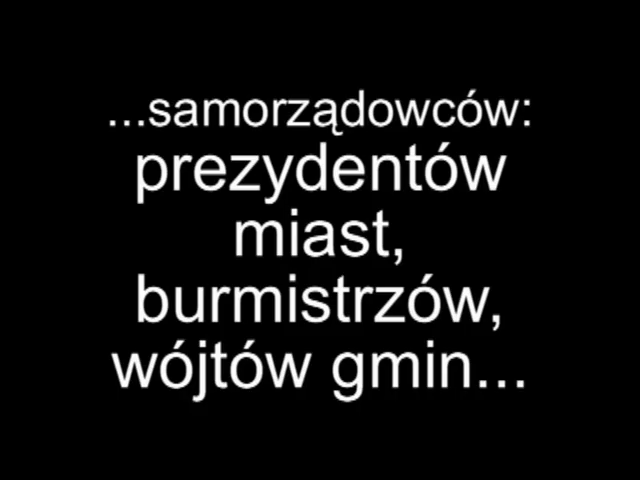 ...samorządowców:
prezydentów
miast,
burmistrzów,
wójtów gmin...